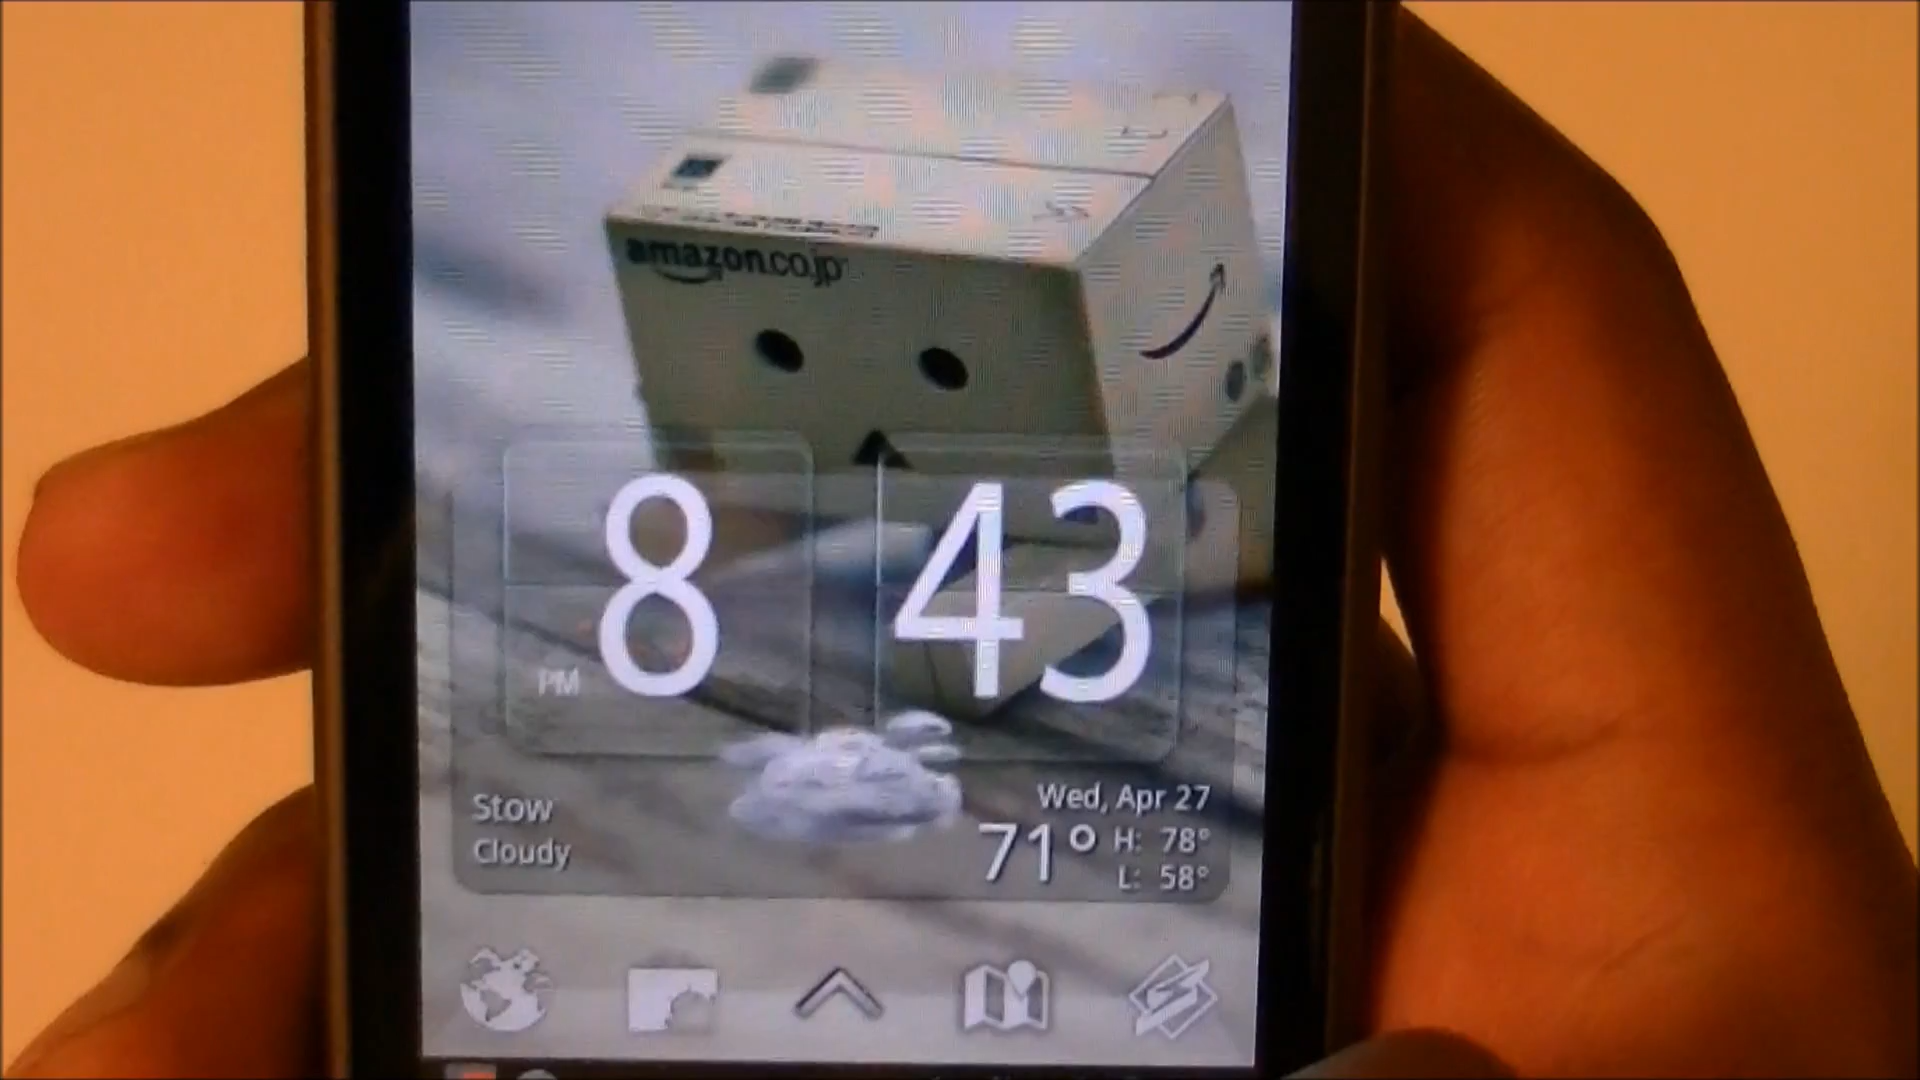 amazon.co.jp
8 43
PM
Stow
Cloudy
Wed, Apr 27
71° H: 78°
L: 58°